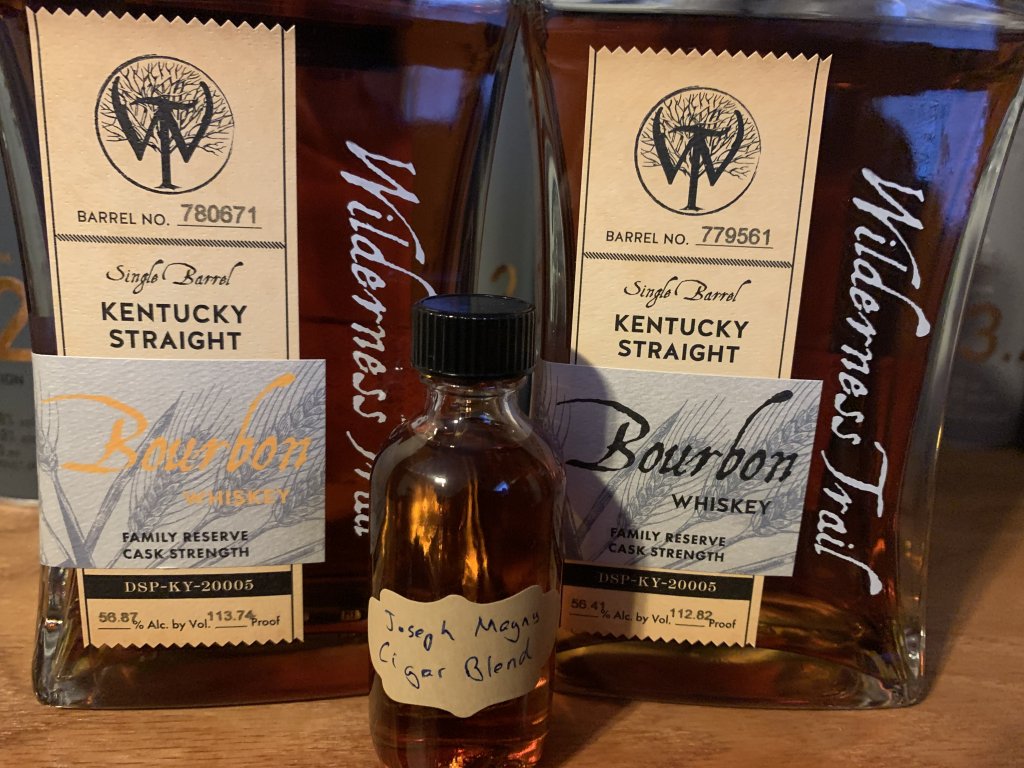 BARREL NO. 780671
Single Barrel
KENTUCKY
STRAIGHT
Bourbon
WHISKEY
FAMILY RESERVE
CASK STRENGTH
DSP-KY-20005
56.87% Alc. by Vol. 113.74 Proof
Wilderness Trail
Joseph Magny
Cigar Blend
BARREL NO. 779561
Single Barrel
KENTUCKY
STRAIGHT
Bourbon
WHISKEY
FAMILY RESERVE
CASK STRENGTH
DSP-KY-20005
56.41% Alc. by Vol. 112.82 Proof
Wilderness Trail